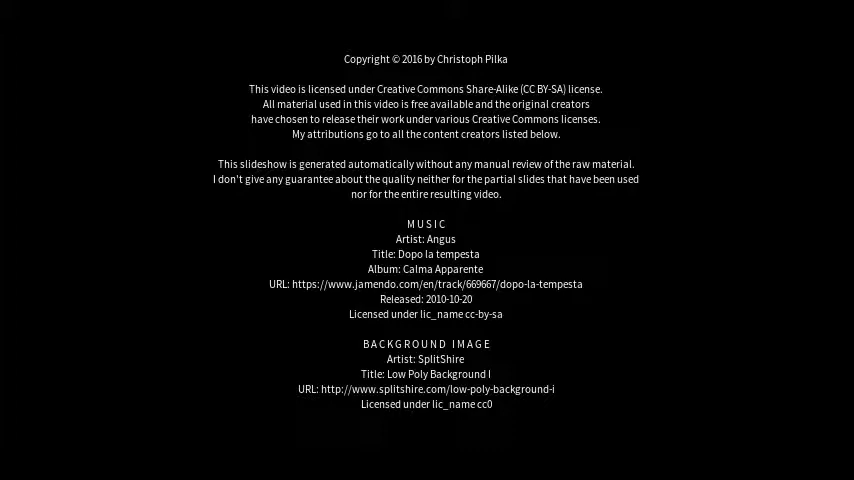 Copyright © 2016 by Christoph Pilka
This video is licensed under Creative Commons Share-Alike (CC BY-SA) license.
All material used in this video is free available and the original creators
have chosen to release their work under various Creative Commons licenses.
My attributions go to all the content creators listed below.
This slideshow is generated automatically without any manual review of the raw material.
I don't give any guarantee about the quality neither for the partial slides that have been used
nor for the entire resulting video.
MUSIC
Artist: Angus
Title: Dopo la tempesta
Album: Calma Apparente
URL: https://www.jamendo.com/en/track/669667/dopo-la-tempesta
Released: 2010-10-20
Licensed under lic_name cc-by-sa
BACKGROUND IMAGE
Artist: SplitShire
Title: Low Poly Background I
URL: http://www.splitshire.com/low-poly-background-i
Licensed under lic_name cc0